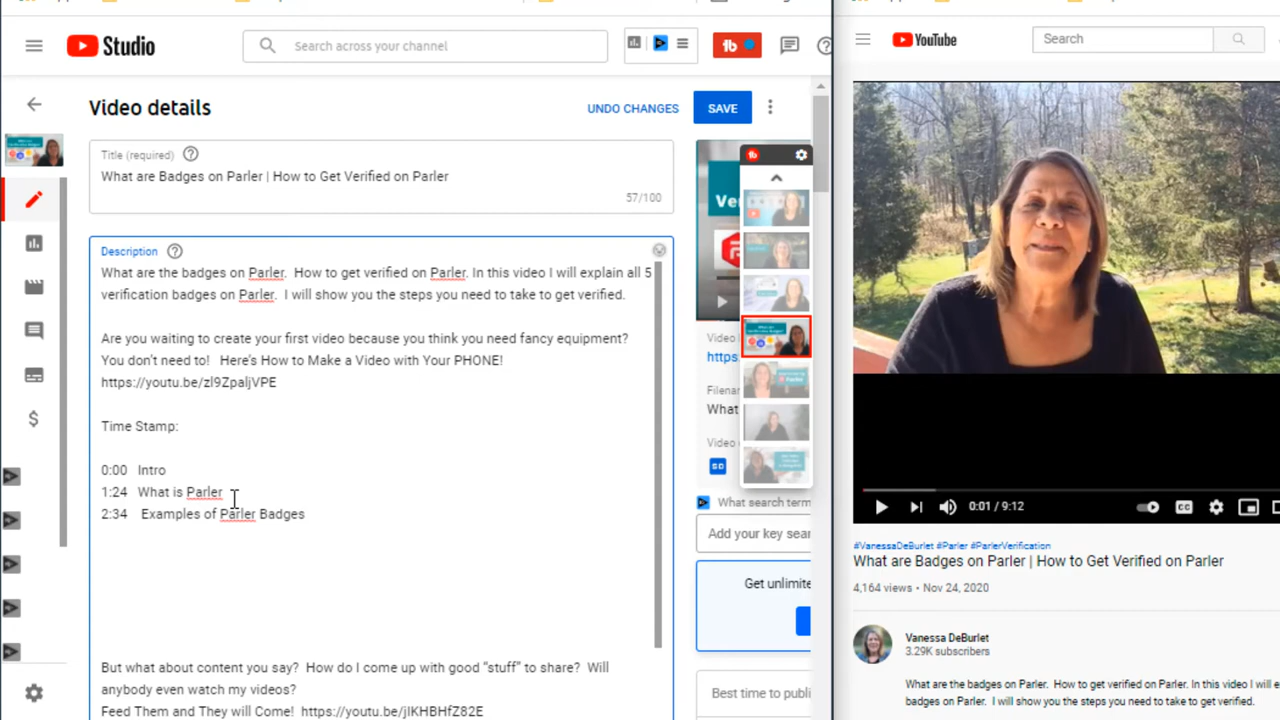 Studio
Search across your channel
Video details
UNDO CHANGES
SAVE
Title (required)
What are Badges on Parler | How to Get Verified on Parler
57/100
Description
What are the badges on Parler.  How to get verified on Parler. In this video I will explain all 5
verification badges on Parler.  I will show you the steps you need to take to get verified.
Are you waiting to create your first video because you think you need fancy equipment?
You don't need to!   Here's How to Make a Video with Your PHONE!
https://youtu.be/zl9ZpaljVPE
Time Stamp:
0:00   Intro
1:24   What is Parler
2:34    Examples of Parler Badges
But what about content you say?  How do I come up with good "stuff" to share?  Will
anybody even watch my videos?
Feed Them and They will Come!  https://youtu.be/jIKHBHfZ82E
tb
Ve
Video
https:
Filenar
What
Video
SD
What search term
Add your key sear
Get unlimite
Best time to publi
YouTube
Search
0:01 / 9:12
CC
#VanessaDeBurlet #Parler #ParlerVerification
What are Badges on Parler | How to Get Verified on Parler
4,164 views • Nov 24, 2020
Vanessa DeBurlet
3.29K subscribers
What are the badges on Parler.  How to get verified on Parler. In this video I will e
badges on Parler.  I will show you the steps you need to take to get verified.